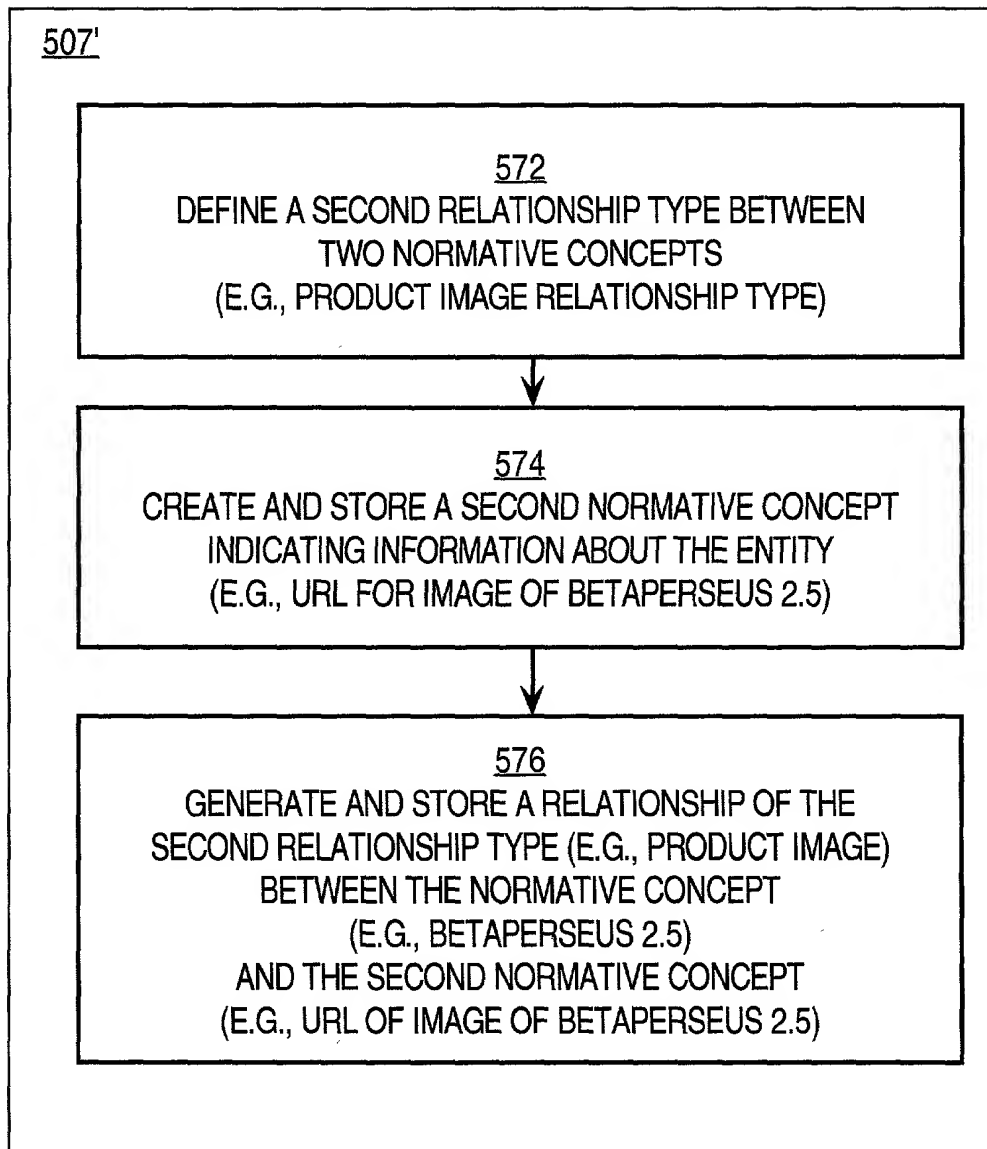 507'
572
DEFINE A SECOND RELATIONSHIP TYPE BETWEEN
TWO NORMATIVE CONCEPTS
(E.G., PRODUCT IMAGE RELATIONSHIP TYPE)
574
CREATE AND STORE A SECOND NORMATIVE CONCEPT
INDICATING INFORMATION ABOUT THE ENTITY
(E.G., URL FOR IMAGE OF BETAPERSEUS 2.5)
576
GENERATE AND STORE A RELATIONSHIP OF THE
SECOND RELATIONSHIP TYPE (E.G., PRODUCT IMAGE)
BETWEEN THE NORMATIVE CONCEPT
(E.G., BETAPERSEUS 2.5)
AND THE SECOND NORMATIVE CONCEPT
(E.G., URL OF IMAGE OF BETAPERSEUS 2.5)